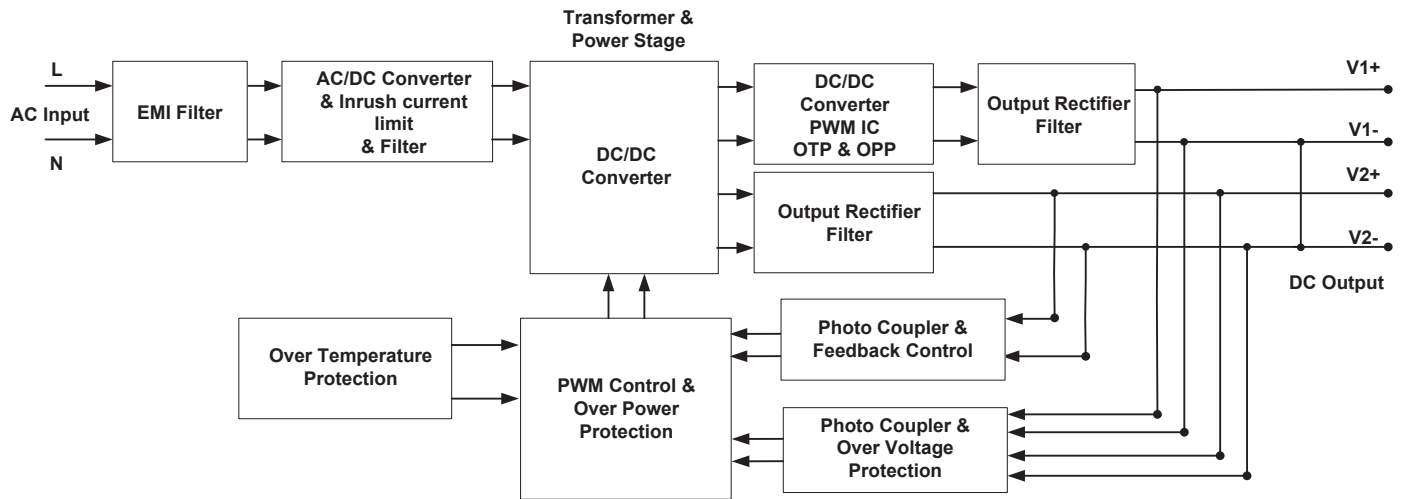 Transformer &
Power Stage
L
AC Input
N
EMI Filter
AC/DC Converter
& Inrush current
limit
& Filter
DC/DC
Converter
DC/DC
Converter
PWM IC
OTP & OPP
Output Rectifier
Filter
V1+
V1-
V2+
V2-
DC Output
Output Rectifier
Filter
Over Temperature
Protection
PWM Control &
Over Power
Protection
Photo Coupler &
Feedback Control
Photo Coupler &
Over Voltage
Protection